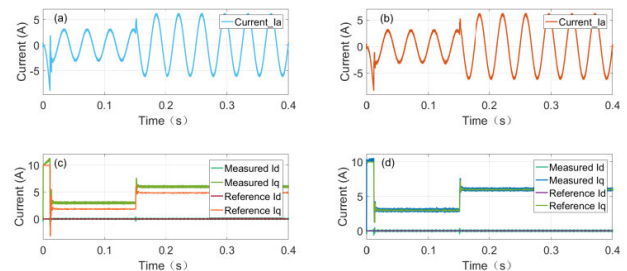 (a)
Current_Ia
Current (A)
5
0
-5
0
0.1
0.2
0.3
0.4
Time（s）
(b)
Current_Ia
Current (A)
5
0
-5
0
0.1
0.2
0.3
0.4
Time（s）
(c)
Measured Id
Measured Iq
Reference Id
Reference Iq
Current (A)
10
5
0
0
0.1
0.2
0.3
0.4
Time（s）
(d)
Measured Id
Measured Iq
Reference Id
Reference Iq
Current (A)
10
5
0
0
0.1
0.2
0.3
0.4
Time（s）